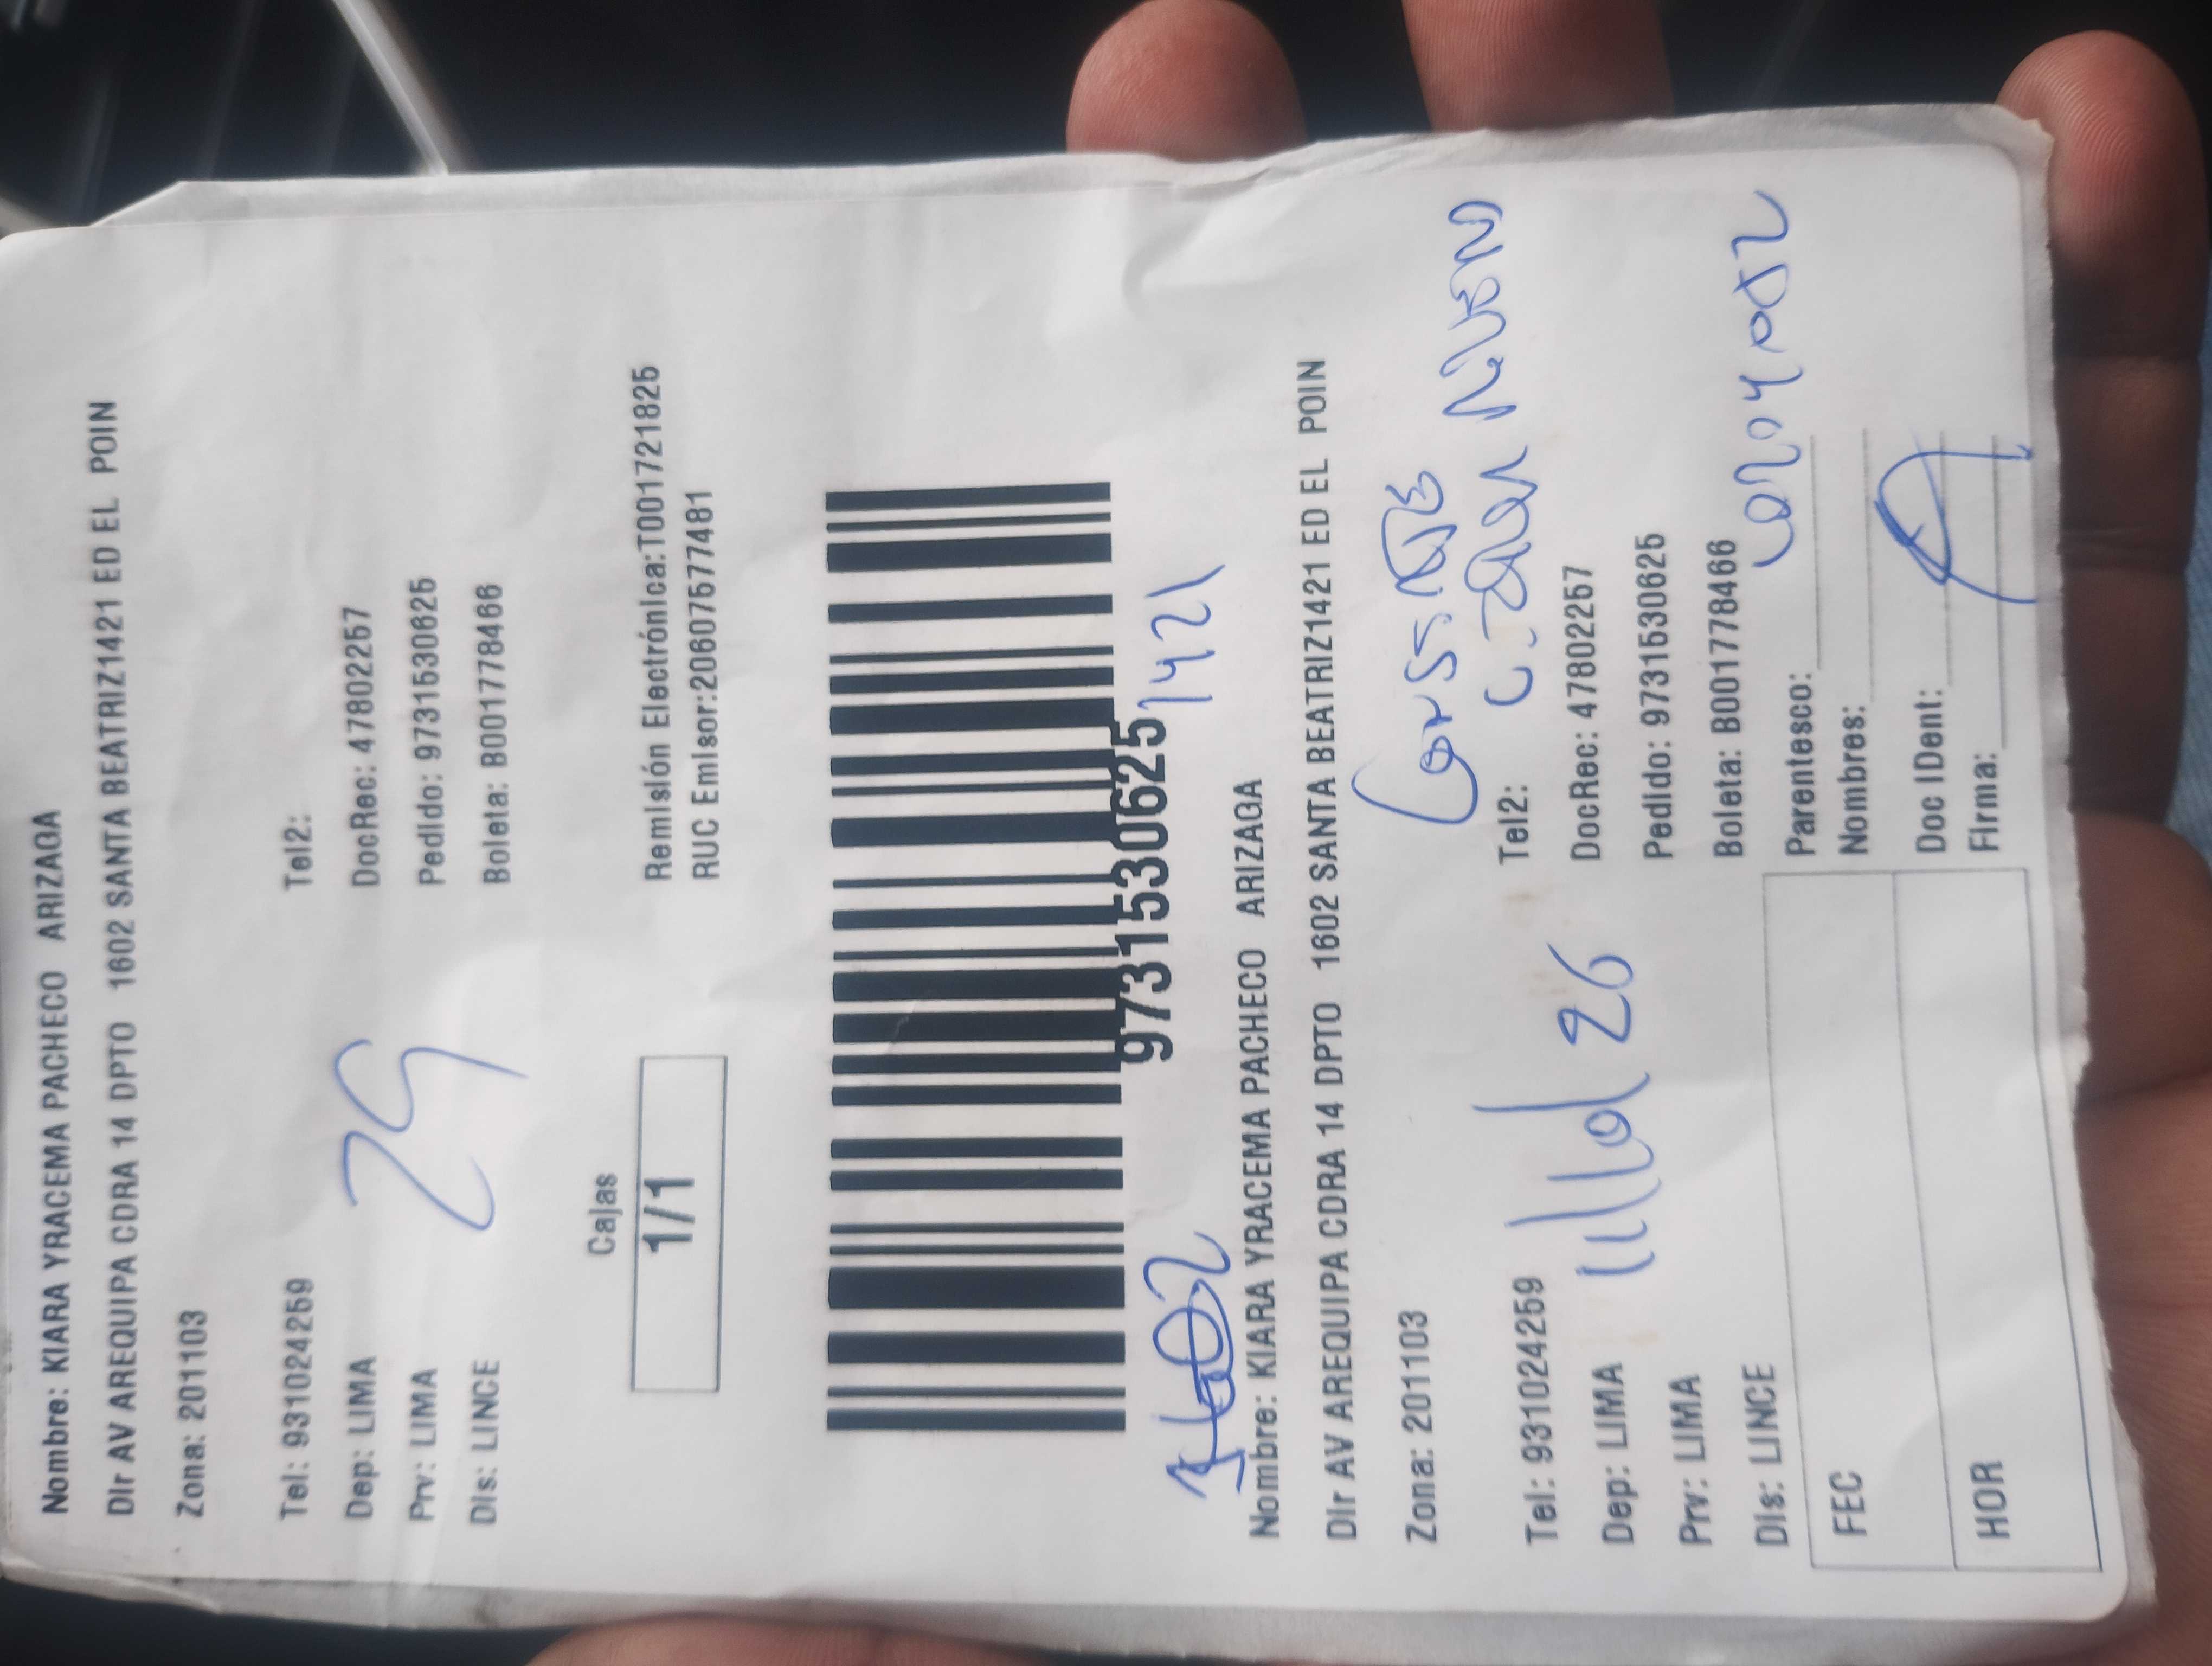 Nombre: KIARA YRACEMA PACHECO ARIZAGA
Dir AV AREQUIPA CDRA 14 DPTO 1602 SANTA BEATRIZ1421 ED EL POIN
Zona: 201103
Tel: 931024259 Tel2:
Dep: LIMA DocRec: 47802257
Prv: LIMA Pedido: 9731530625
Dis: LINCE Boleta: B001778466
29
Cajas
1/1
Remisión Electrónica:T001721825
RUC Emisor:20607577481
9731530625
1421
Nombre: KIARA YRACEMA PACHECO ARIZAGA
Dir AV AREQUIPA CDRA 14 DPTO 1602 SANTA BEATRIZ1421 ED EL POIN
Zona: 201103
Tel: 931024259 Tel2:
Dep: LIMA DocRec: 47802257
26
Prv: LIMA Pedido: 9731530625
Dis: LINCE Boleta: B001778466
Parentesco:
FEC Nombres:
Doc IDent:
HOR Firma: